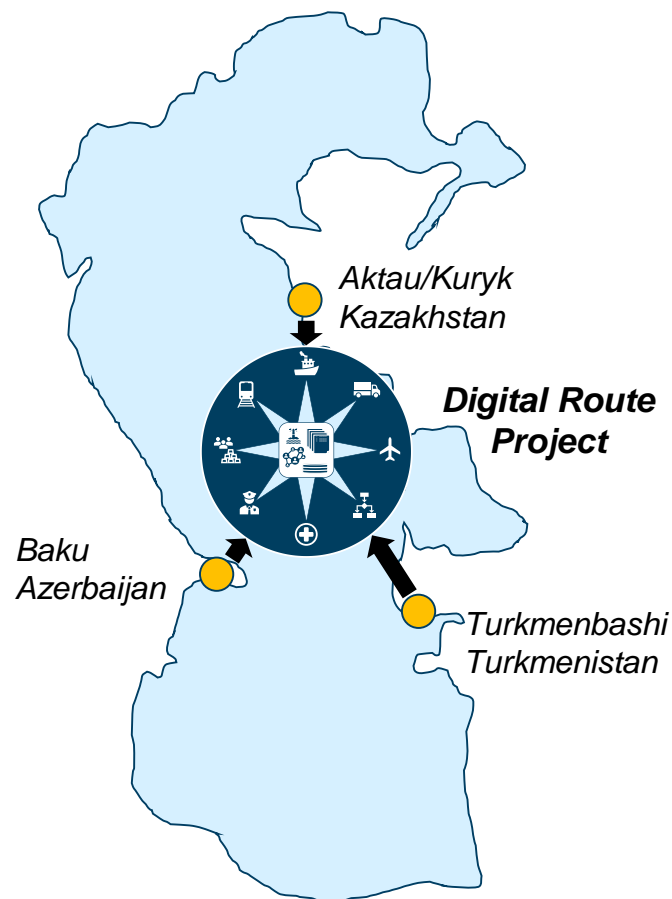 Aktau/Kuryk
Kazakhstan
Digital Route
Project
Baku
Azerbaijan
Turkmenbashi
Turkmenistan